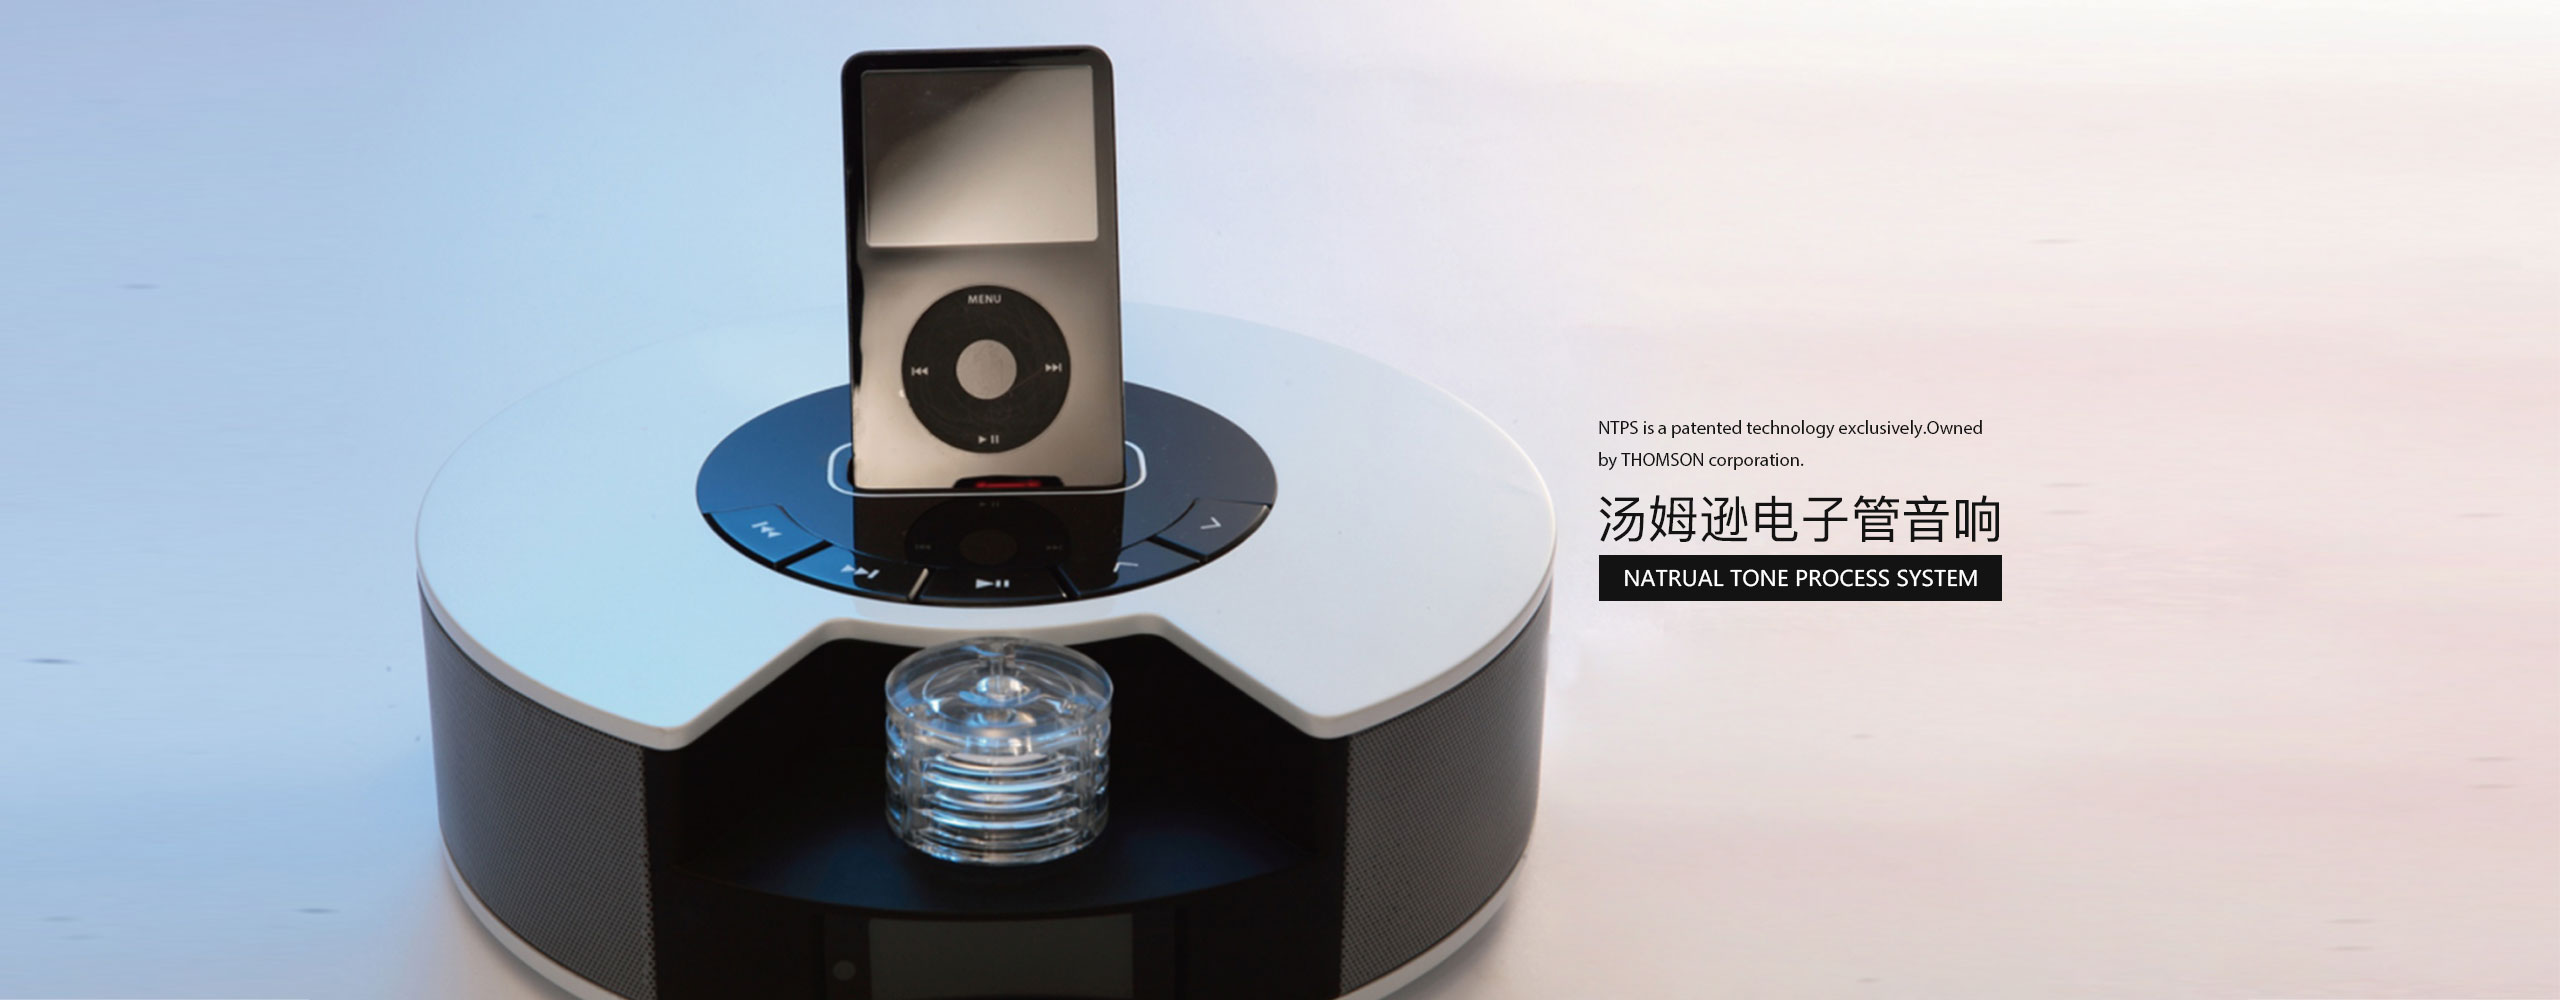 MENU
NTPS is a patented technology exclusively.Owned
by THOMSON corporation.
汤姆逊电子管音响
NATRUAL TONE PROCESS SYSTEM